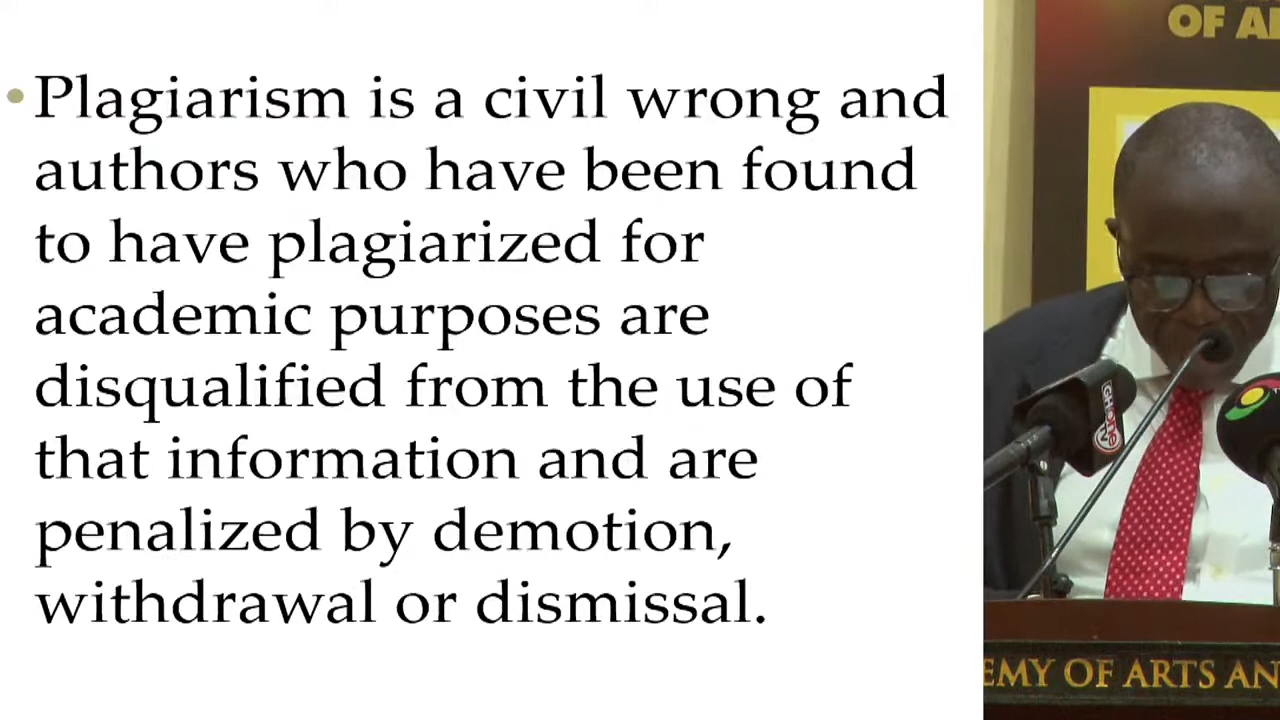 • Plagiarism is a civil wrong and
authors who have been found
to have plagiarized for
academic purposes are
disqualified from the use of
that information and are
penalized by demotion,
withdrawal or dismissal.
OF AR
GHone
TV
EMY OF ARTS AN